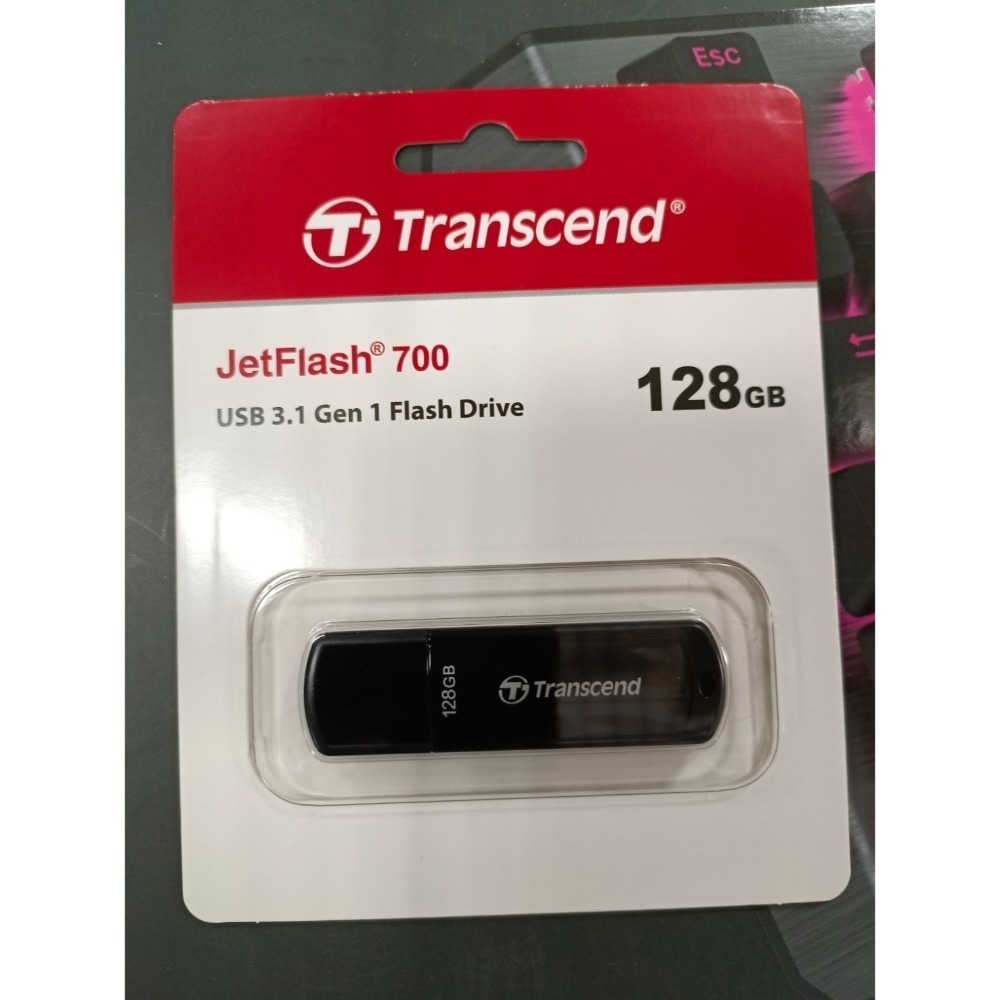 Esc
Transcend®
JetFlash® 700
USB 3.1 Gen 1 Flash Drive
128GB
128GB
Transcend